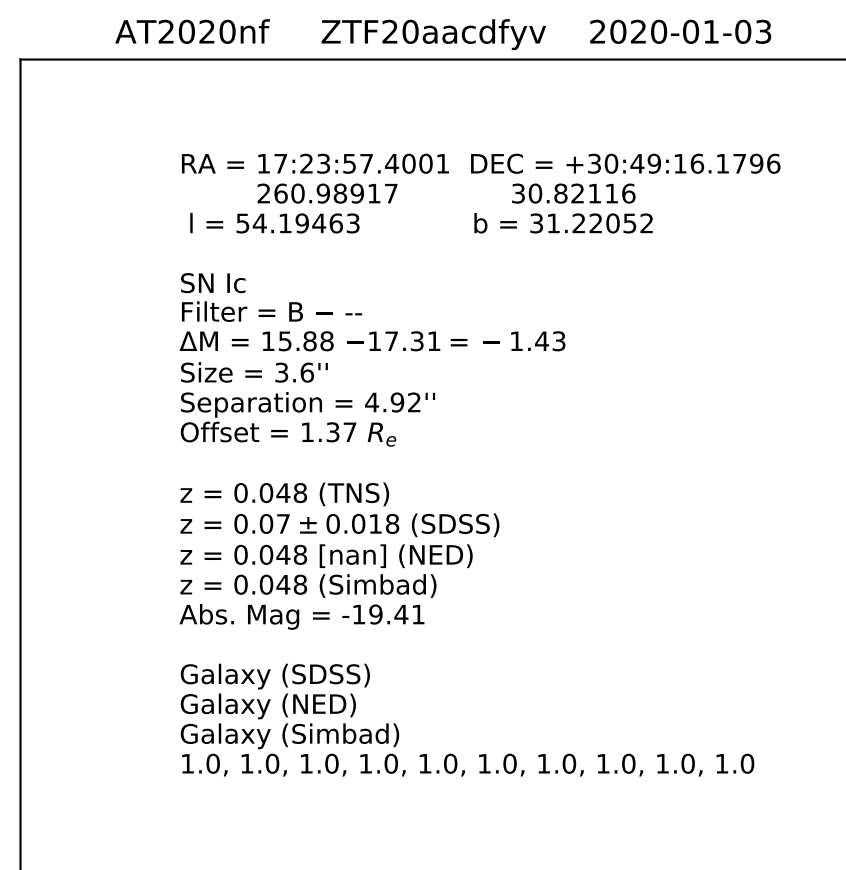 AT2020nf ZTF20aacdfyv 2020-01-03
RA = 17:23:57.4001 DEC = +30:49:16.1796
260.98917 30.82116
l = 54.19463 b = 31.22052
SN Ic
Filter = B − --
ΔM = 15.88 −17.31 = − 1.43
Size = 3.6''
Separation = 4.92''
Offset = 1.37 Re
z = 0.048 (TNS)
z = 0.07 ± 0.018 (SDSS)
z = 0.048 [nan] (NED)
z = 0.048 (Simbad)
Abs. Mag = -19.41
Galaxy (SDSS)
Galaxy (NED)
Galaxy (Simbad)
1.0, 1.0, 1.0, 1.0, 1.0, 1.0, 1.0, 1.0, 1.0, 1.0